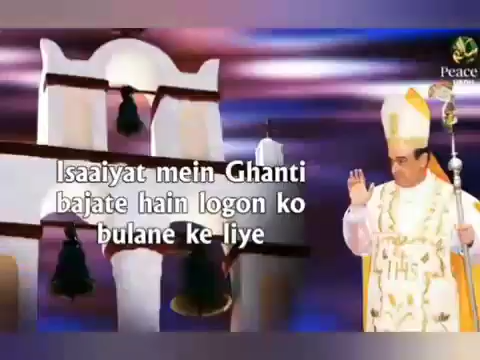 Peace
Isaaiyat mein Ghanti
bajate hain logon ko
bulane ke liye
IHS